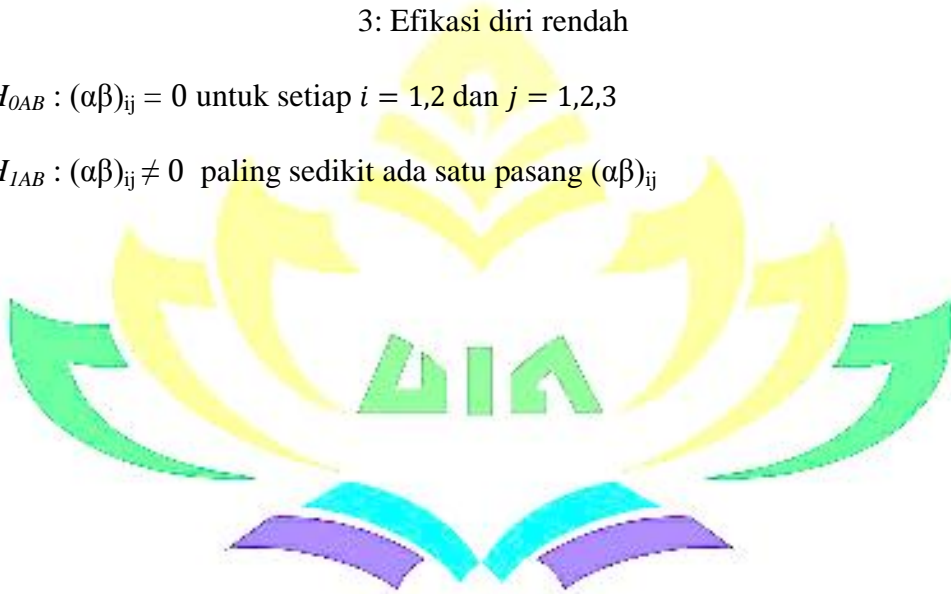 3: Efikasi diri rendah
H0AB : (αβ)ij = 0 untuk setiap i = 1,2 dan j = 1,2,3
H1AB : (αβ)ij ≠ 0 paling sedikit ada satu pasang (αβ)ij
UIN